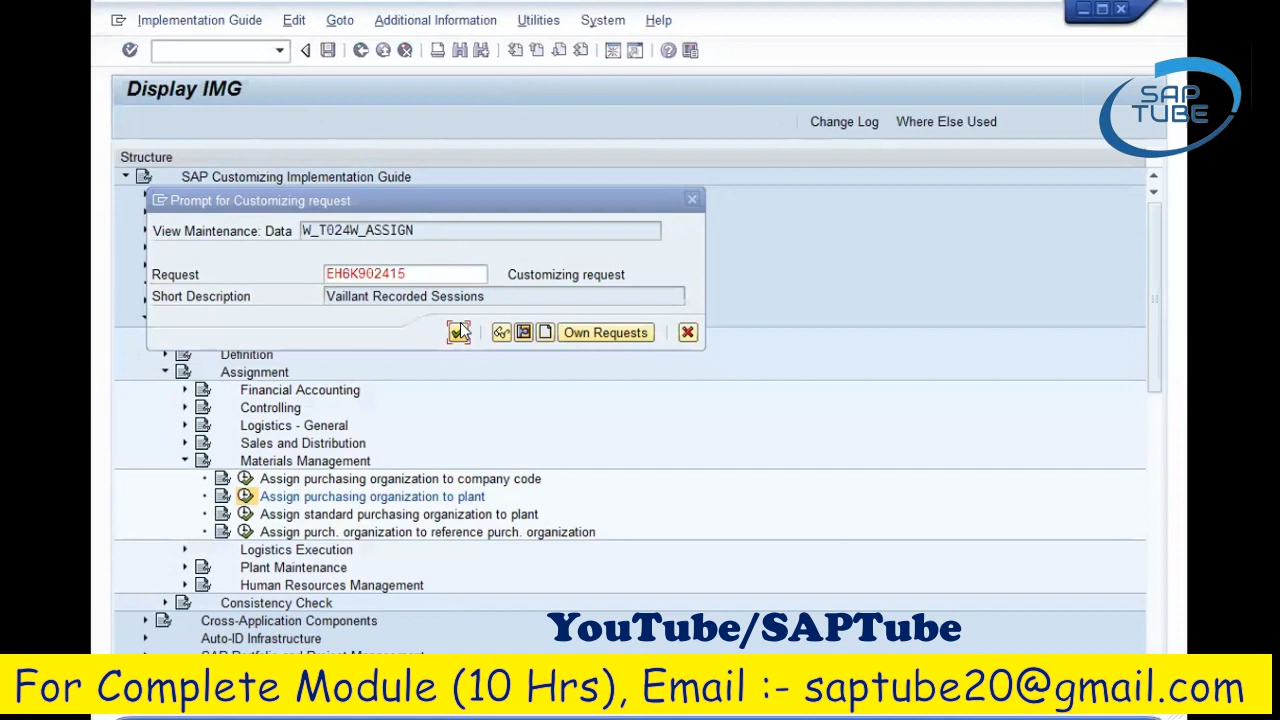 Implementation Guide Edit Goto Additional Information Utilities System Help
Display IMG
Change Log Where Else Used
SAP
TUBE
Structure
SAP Customizing Implementation Guide
Prompt for Customizing request
View Maintenance: Data W_T024W_ASSIGN
Request EH6K902415 Customizing request
Short Description Vaillant Recorded Sessions
Own Requests
Definition
Assignment
Financial Accounting
Controlling
Logistics - General
Sales and Distribution
Materials Management
Assign purchasing organization to company code
Assign purchasing organization to plant
Assign standard purchasing organization to plant
Assign purch. organization to reference purch. organization
Logistics Execution
Plant Maintenance
Human Resources Management
Consistency Check
Cross-Application Components
Auto-ID Infrastructure
YouTube/SAPTube
For Complete Module (10 Hrs), Email :- saptube20@gmail.com